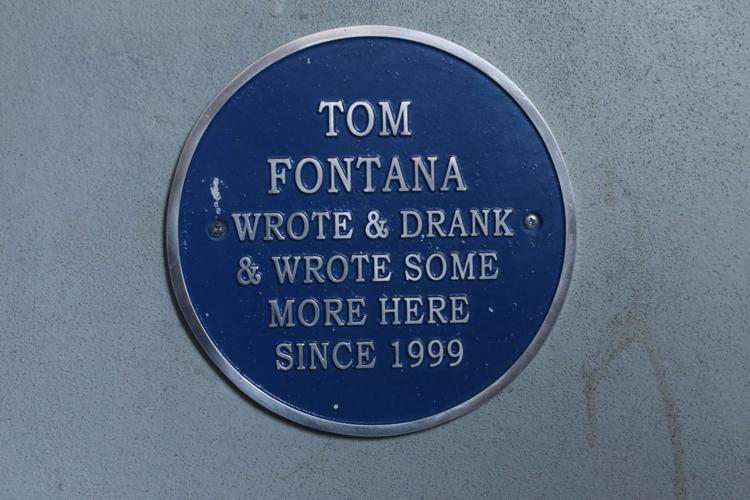 TOM
FONTANA
WROTE & DRANK
& WROTE SOME
MORE HERE
SINCE 1999